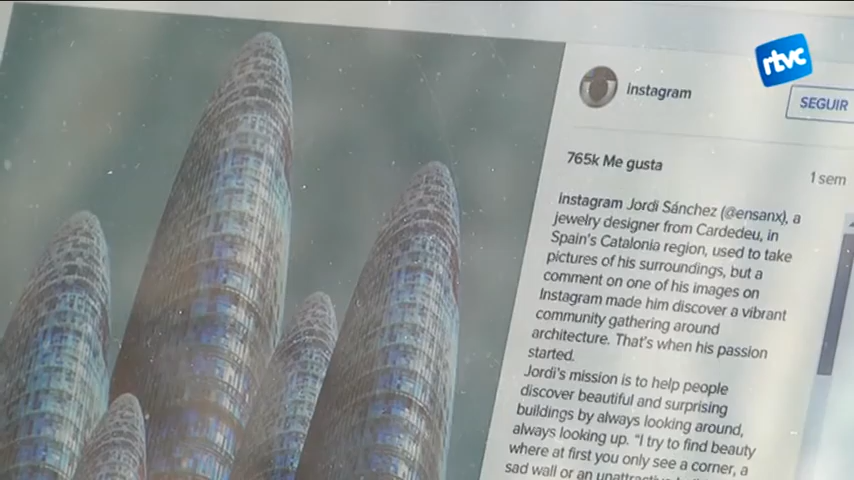 rtvc
Instagram
SEGUIR
765k Me gusta
1 sem
Instagram Jordi Sánchez (@ensanx), a
jewelry designer from Cardedeu, in
Spain's Catalonia region, used to take
pictures of his surroundings, but a
comment on one of his images on
Instagram made him discover a vibrant
community gathering around
architecture. That's when his passion
started.
Jordi's mission is to help people
discover beautiful and surprising
buildings by always looking around,
always looking up. "I try to find beauty
where at first you only see a corner, a
sad wall or an